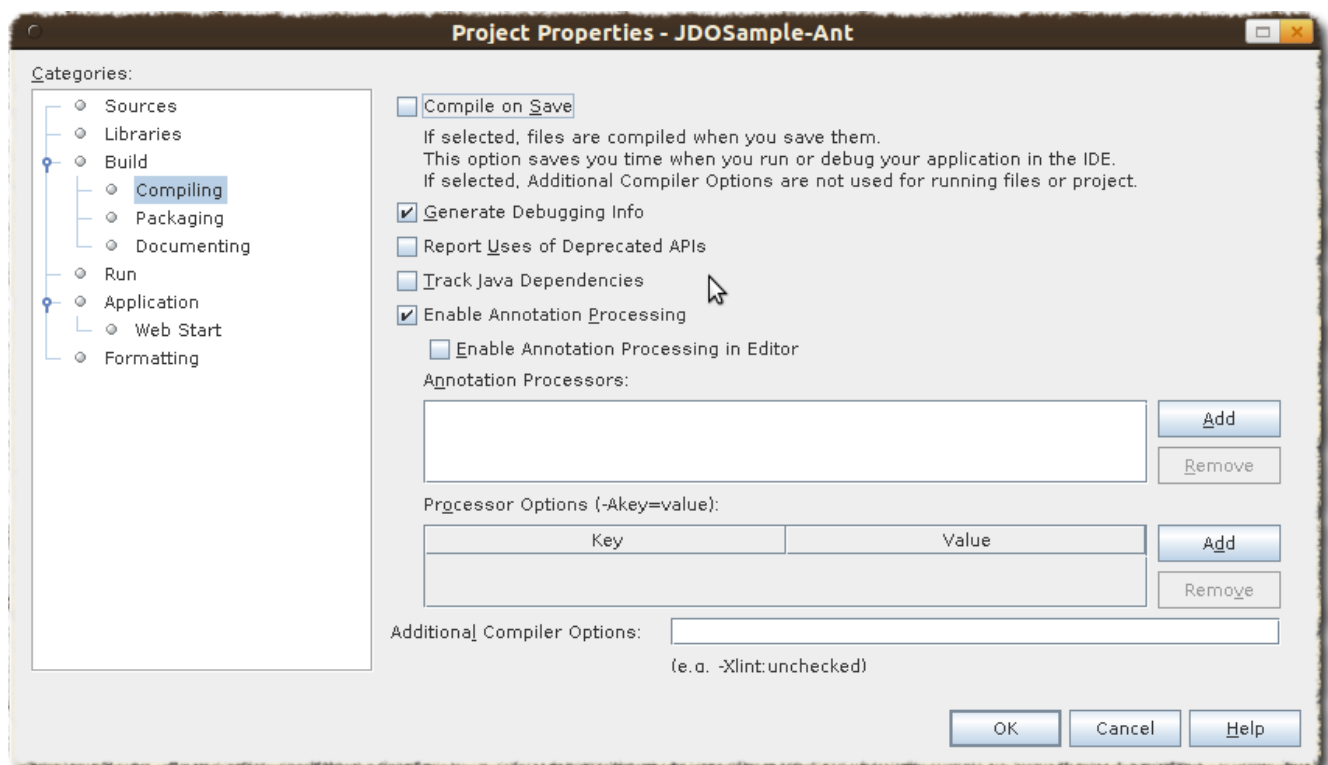 Project Properties - JDOSample-Ant
Categories:
Sources
Libraries
Build
Compiling
Packaging
Documenting
Run
Application
Web Start
Formatting
Compile on Save
If selected, files are compiled when you save them.
This option saves you time when you run or debug your application in the IDE.
If selected, Additional Compiler Options are not used for running files or project.
Generate Debugging Info
Report Uses of Deprecated APIs
Track Java Dependencies
Enable Annotation Processing
Enable Annotation Processing in Editor
Annotation Processors:
Add
Remove
Processor Options (-Akey=value):
Key Value
Add
Remove
Additional Compiler Options:
(e.g. -Xlint:unchecked)
OK Cancel Help